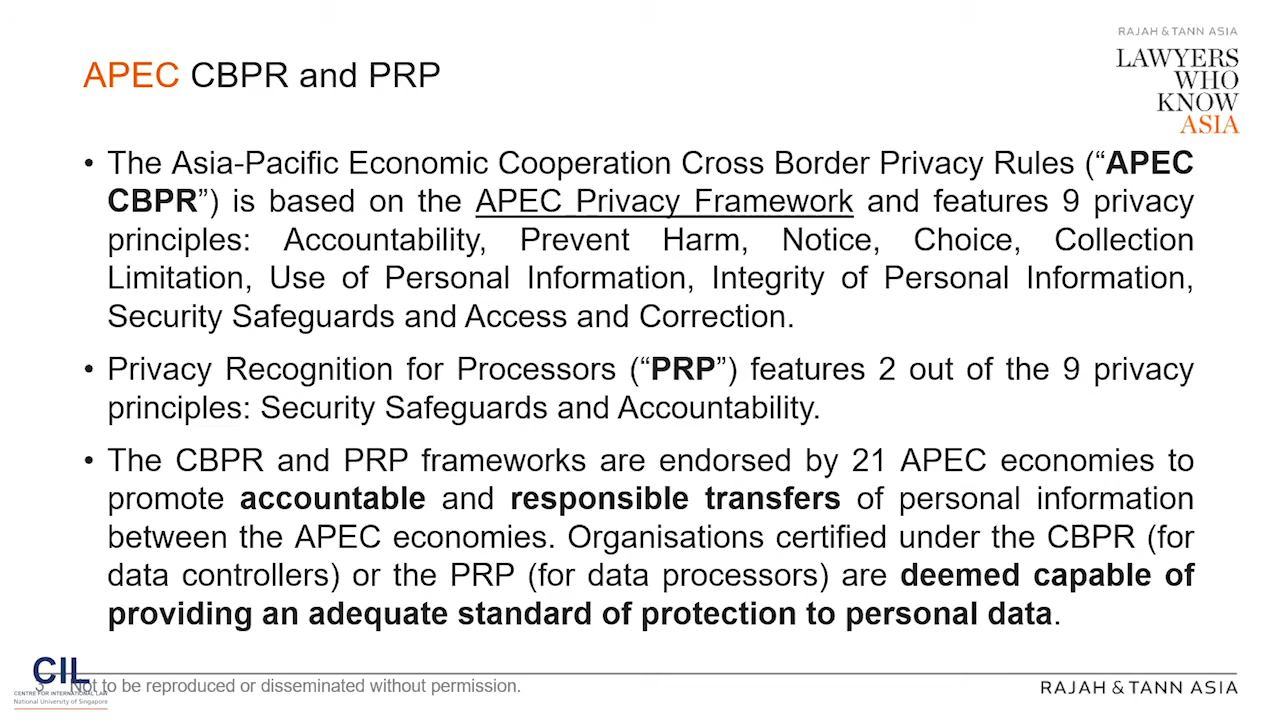 RAJAH & TANN ASIA
LAWYERS
WHO
KNOW
ASIA
APEC CBPR and PRP
• The Asia-Pacific Economic Cooperation Cross Border Privacy Rules (“APEC
CBPR”) is based on the APEC Privacy Framework and features 9 privacy
principles: Accountability, Prevent Harm, Notice, Choice, Collection
Limitation, Use of Personal Information, Integrity of Personal Information,
Security Safeguards and Access and Correction.
• Privacy Recognition for Processors (“PRP”) features 2 out of the 9 privacy
principles: Security Safeguards and Accountability.
• The CBPR and PRP frameworks are endorsed by 21 APEC economies to
promote accountable and responsible transfers of personal information
between the APEC economies. Organisations certified under the CBPR (for
data controllers) or the PRP (for data processors) are deemed capable of
providing an adequate standard of protection to personal data.
CIL
CENTRE FOR INTERNATIONAL LAW
National University of Singapore
3 Not to be reproduced or disseminated without permission.
RAJAH & TANN ASIA